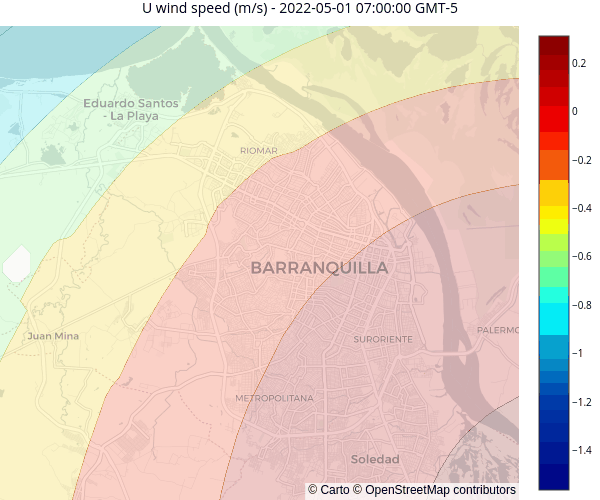 U wind speed (m/s) - 2022-05-01 07:00:00 GMT-5
Eduardo Santos
- La Playa
RIOMAR
BARRANQUILLA
Juan Mina
SURORIENTE
PALERMO
METROPOLITANA
Soledad
© Carto © OpenStreetMap contributors
0.2
0
−0.2
−0.4
−0.6
−0.8
−1
−1.2
−1.4